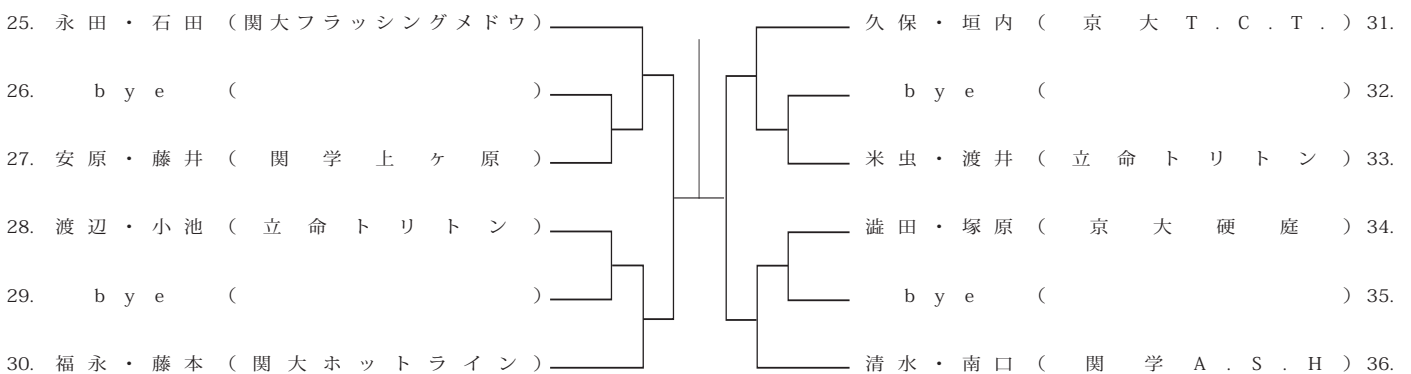 25. 永田・石田（関大フラッシングメドウ）
26. bye（ ）
27. 安原・藤井（関学上ヶ原）
28. 渡辺・小池（立命トリトン）
29. bye（ ）
30. 福永・藤本（関大ホットライン）
久保・垣内（京大T.C.T.）31.
bye（ ）32.
米虫・渡井（立命トリトン）33.
澁田・塚原（京大硬庭）34.
bye（ ）35.
清水・南口（関学A.S.H）36.